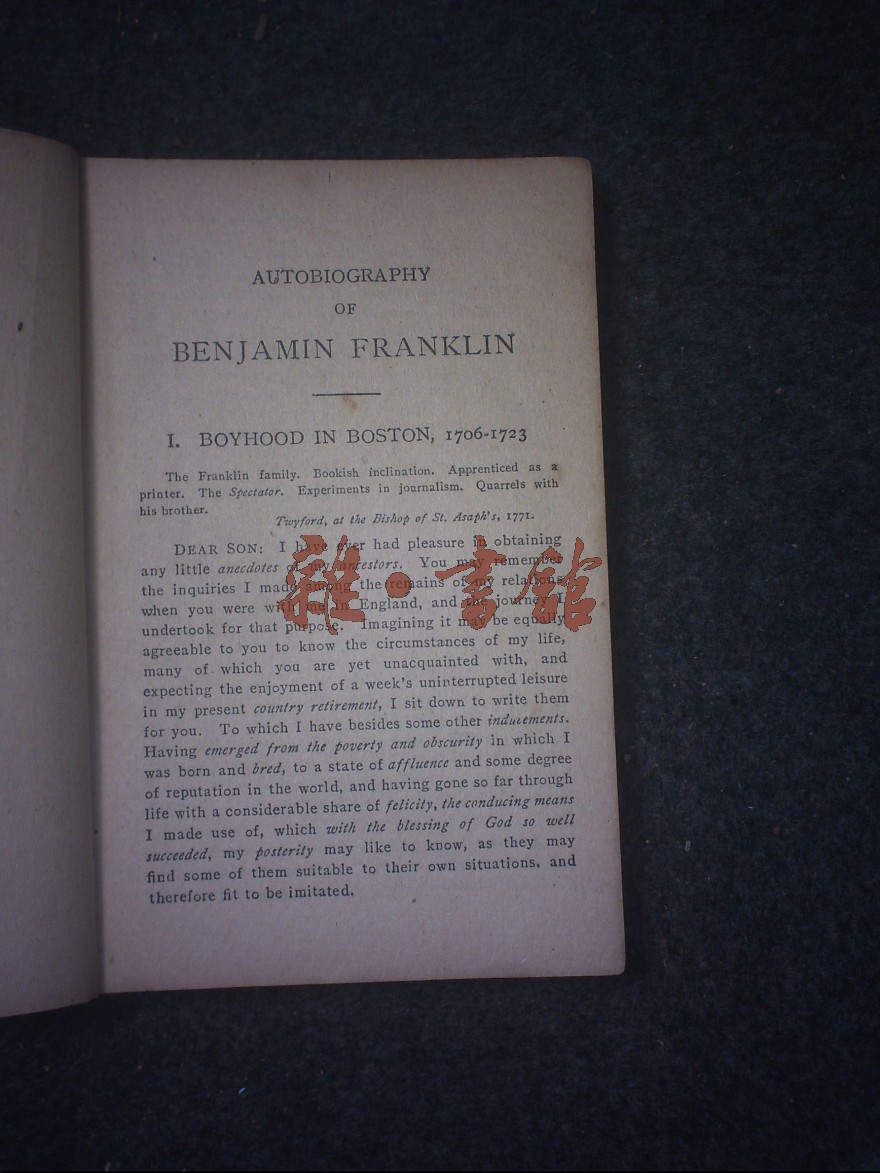 AUTOBIOGRAPHY
OF
BENJAMIN FRANKLIN
I. BOYHOOD IN BOSTON, 1706-1723
The Franklin family. Bookish inclination. Apprenticed as a
printer. The Spectator. Experiments in journalism. Quarrels with
his brother.
Twyford, at the Bishop of St. Asaph's, 1771.
DEAR SON: I have ever had pleasure in obtaining
any little anecdotes of my ancestors. You may remember
the inquiries I made among the remains of my relations
when you were with me in England, and the journey I
undertook for that purpose. Imagining it may be equally
agreeable to you to know the circumstances of my life,
many of which you are yet unacquainted with, and
expecting the enjoyment of a week's uninterrupted leisure
in my present country retirement, I sit down to write them
for you. To which I have besides some other inducements.
Having emerged from the poverty and obscurity in which I
was born and bred, to a state of affluence and some degree
of reputation in the world, and having gone so far through
life with a considerable share of felicity, the conducing means
I made use of, which with the blessing of God so well
succeeded, my posterity may like to know, as they may
find some of them suitable to their own situations, and
therefore fit to be imitated.
雜·書館